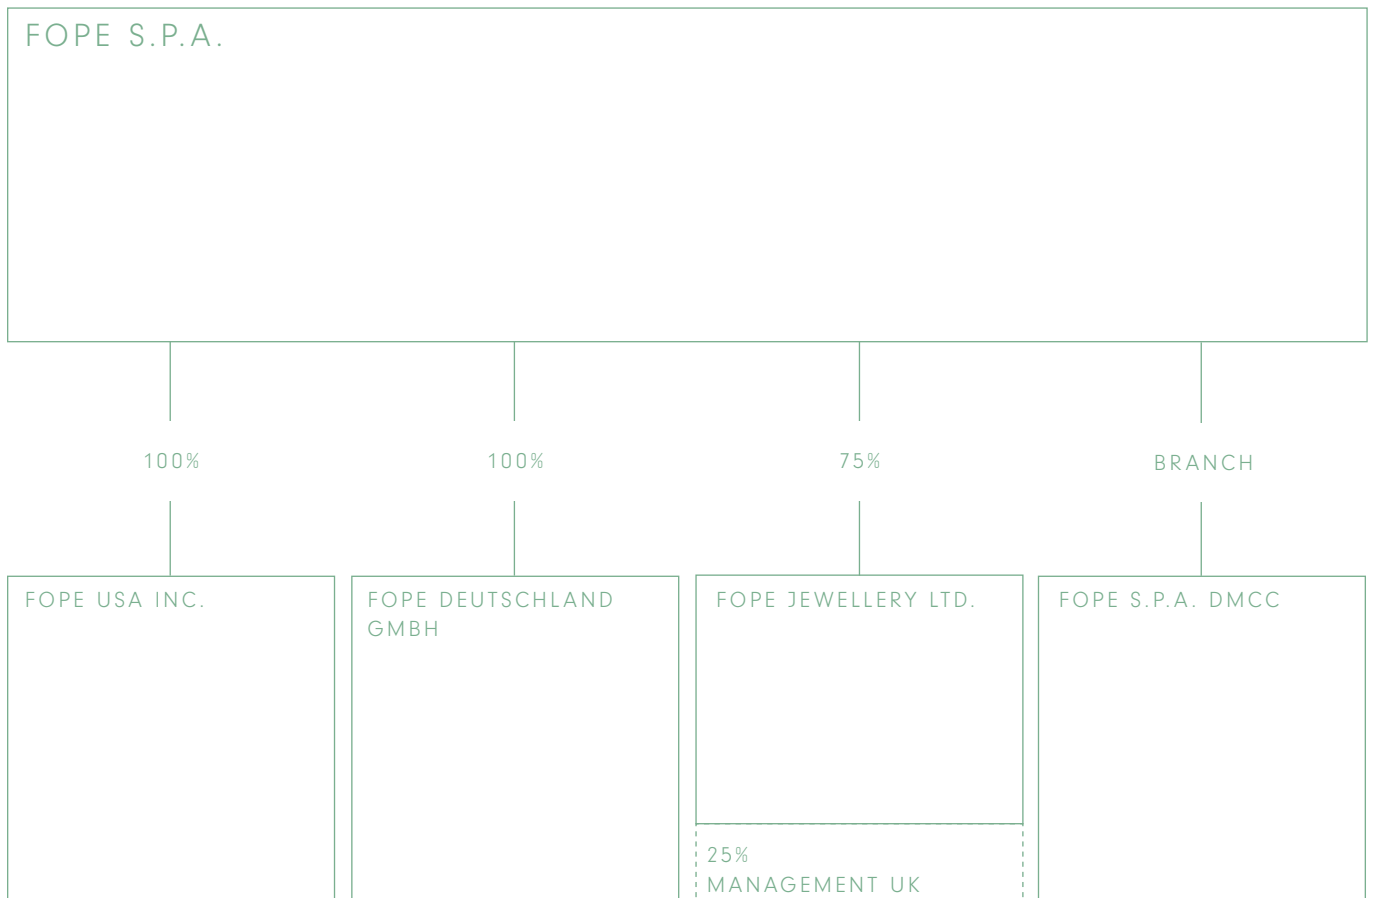 FOPE S.P.A.
100%
100%
75%
BRANCH
FOPE USA INC.
FOPE DEUTSCHLAND
GMBH
FOPE JEWELLERY LTD.
FOPE S.P.A. DMCC
25%
MANAGEMENT UK